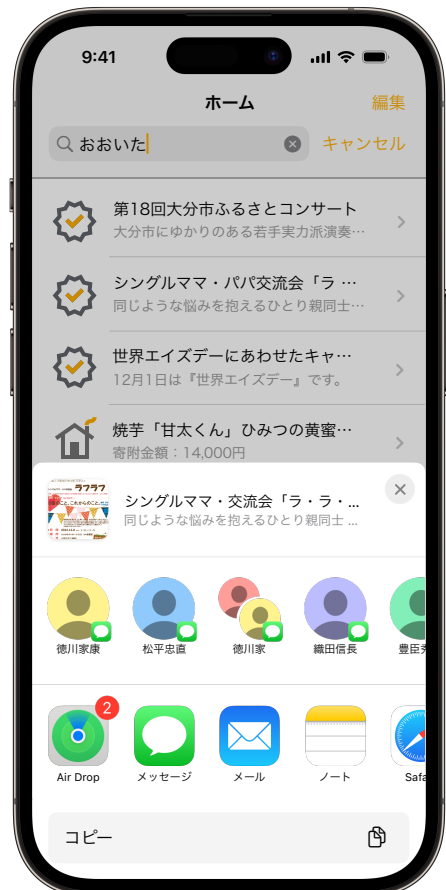 9:41
ホーム
編集
おおいた
キャンセル
第18回大分市ふるさとコンサート
大分市にゆかりのある若手実力派演奏…
シングルママ・パパ交流会「ラ…
同じような悩みを抱えるひとり親同士…
世界エイズデーにあわせたキャ…
12月1日は『世界エイズデー』です。
焼芋「甘太くん」ひみつの黄蜜…
寄附金額：14,000円
ラフラフ
シングルママ・交流会「ラ・ラ・...
同じような悩みを抱えるひとり親同士 ...
徳川家康
松平忠直
徳川家
織田信長
豊臣
2
Air Drop
メッセージ
メール
ノート
Safa
コピー